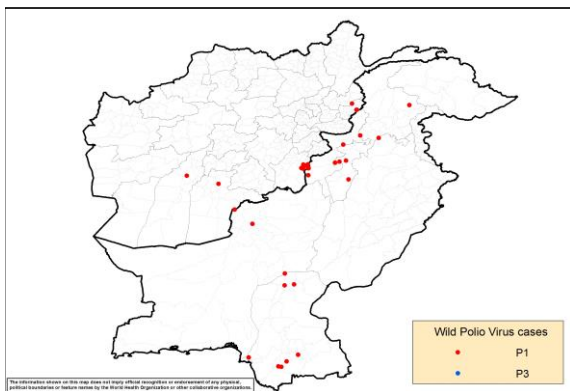 Wild Polio Virus cases
P1
P3
The information shown on this map does not imply official recognition or endorsement of any physical,
political boundaries or feature names by the World Health Organization or other collaborative organizations.